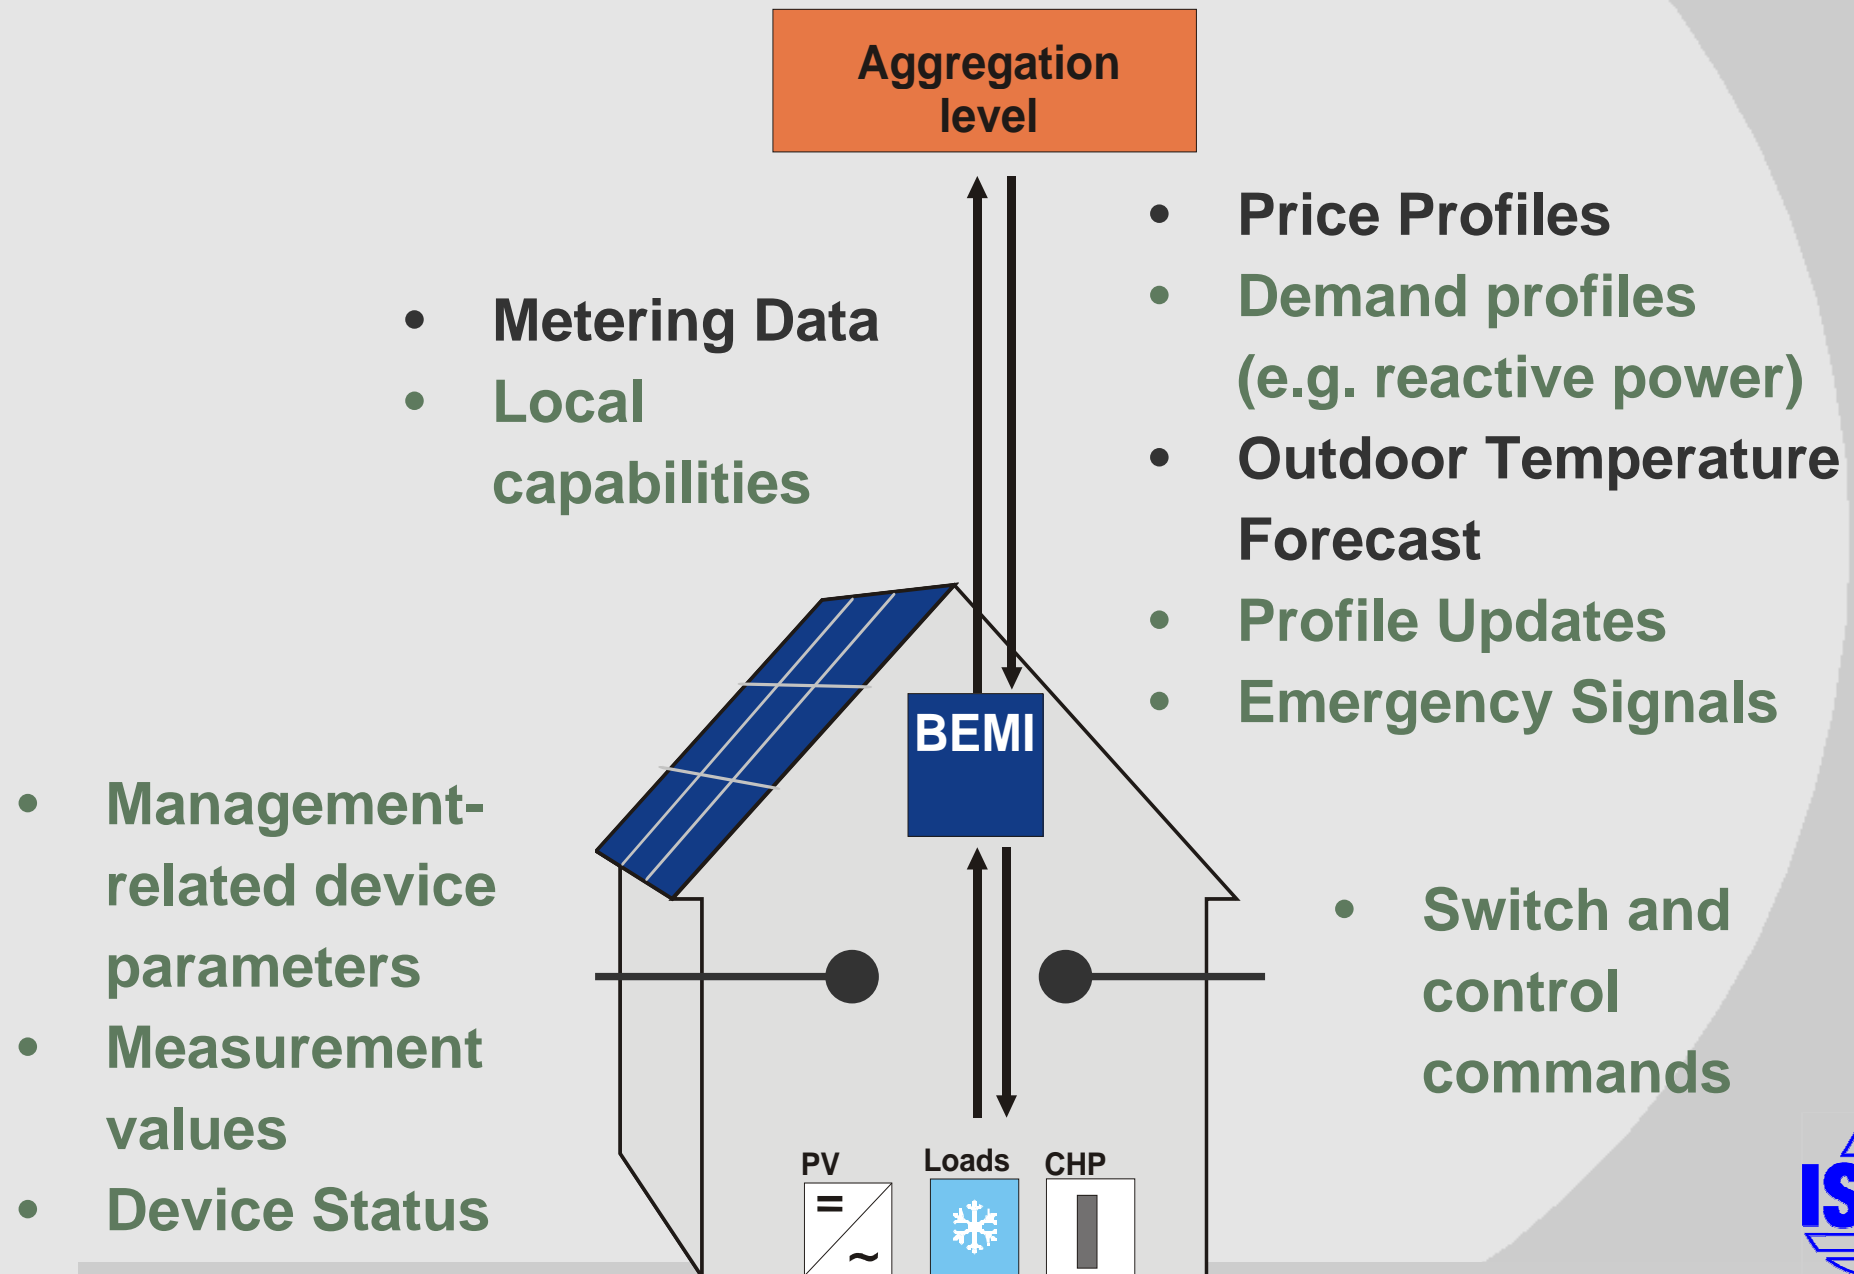 Aggregation
level
• Metering Data
• Local
capabilities
• Price Profiles
• Demand profiles
(e.g. reactive power)
• Outdoor Temperature
Forecast
• Profile Updates
• Emergency Signals
BEMI
• Management-
related device
parameters
• Measurement
values
• Device Status
• Switch and
control
commands
PV
Loads
CHP
=
~